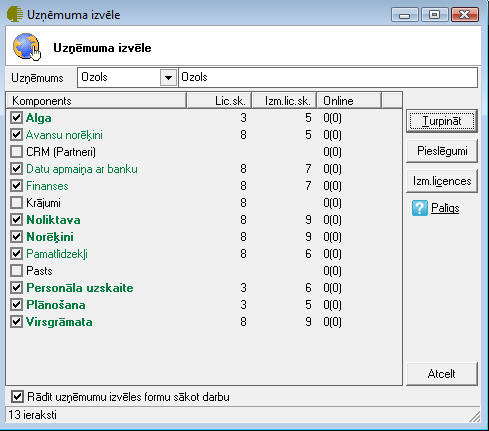 Uzņēmuma izvēle
Uzņēmuma izvēle
Uzņēmums Ozols Ozols
Komponents Lic.sk. Izm.lic.sk. Online
Alga 3 5 0(0)
Avansu norēķini 8 5 0(0)
CRM (Partneri) 0(0)
Datu apmaiņa ar banku 8 7 0(0)
Finanses 8 7 0(0)
Krājumi 8 0(0)
Noliktava 8 9 0(0)
Norēķini 8 9 0(0)
Pamatlīdzekļi 8 6 0(0)
Pasts 0(0)
Personāla uzskaite 3 6 0(0)
Plānošana 3 5 0(0)
Virsgrāmata 8 9 0(0)
Turpināt
Pieslēgumi
Izm.licences
Palīgs
Atcelt
Rādīt uzņēmumu izvēles formu sākot darbu
13 ieraksti